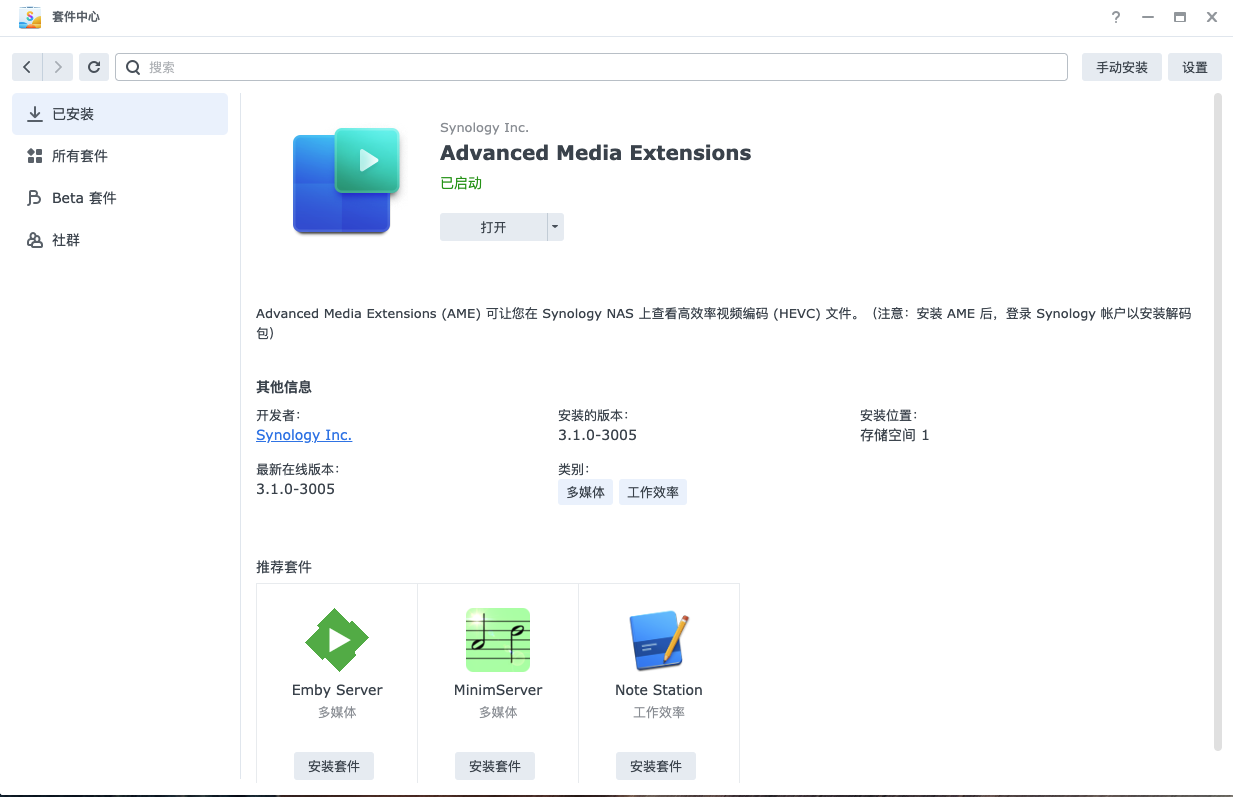 套件中心
搜索
手动安装
设置
已安装
所有套件
Beta 套件
社群
Synology Inc.
Advanced Media Extensions
已启动
打开
Advanced Media Extensions (AME) 可让您在 Synology NAS 上查看高效率视频编码 (HEVC) 文件。（注意：安装 AME 后，登录 Synology 帐户以安装解码
包）
其他信息
开发者：
安装的版本：
安装位置：
Synology Inc.
3.1.0-3005
存储空间 1
最新在线版本：
类别：
3.1.0-3005
多媒体
工作效率
推荐套件
Emby Server
MinimServer
Note Station
多媒体
多媒体
工作效率
安装套件
安装套件
安装套件